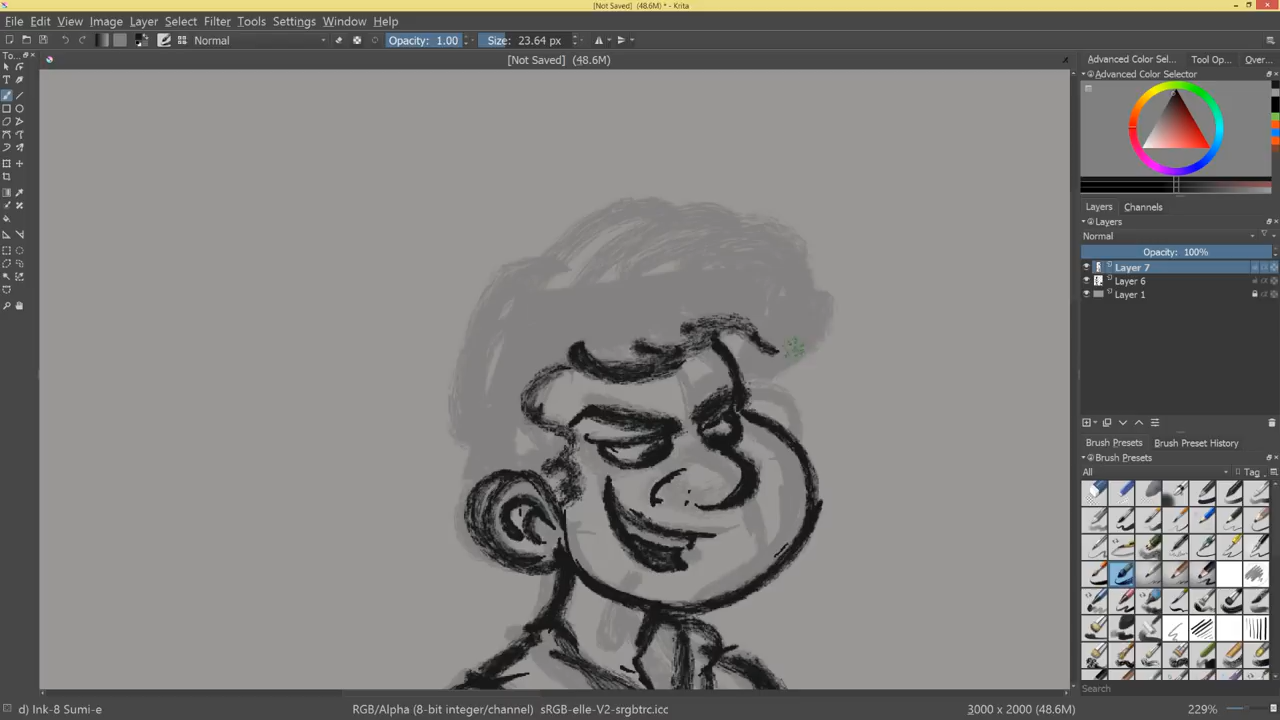 [Not Saved] (48.6M) * - Krita
File Edit View Image Layer Select Filter Tools Settings Window Help
Normal Opacity: 1.00 Size: 23.64 px
To... [Not Saved] (48.6M) Advanced Color Sel... Tool Op... Over...
Advanced Color Selector
Layers Channels
Layers
Normal
Opacity: 100%
Layer 7
Layer 6
Layer 1
Brush Presets Brush Preset History
Brush Presets
All Tag
Search
d) Ink-8 Sumi-e RGB/Alpha (8-bit integer/channel) sRGB-elle-V2-srgbtrc.icc 3000 x 2000 (48.6M) 229%